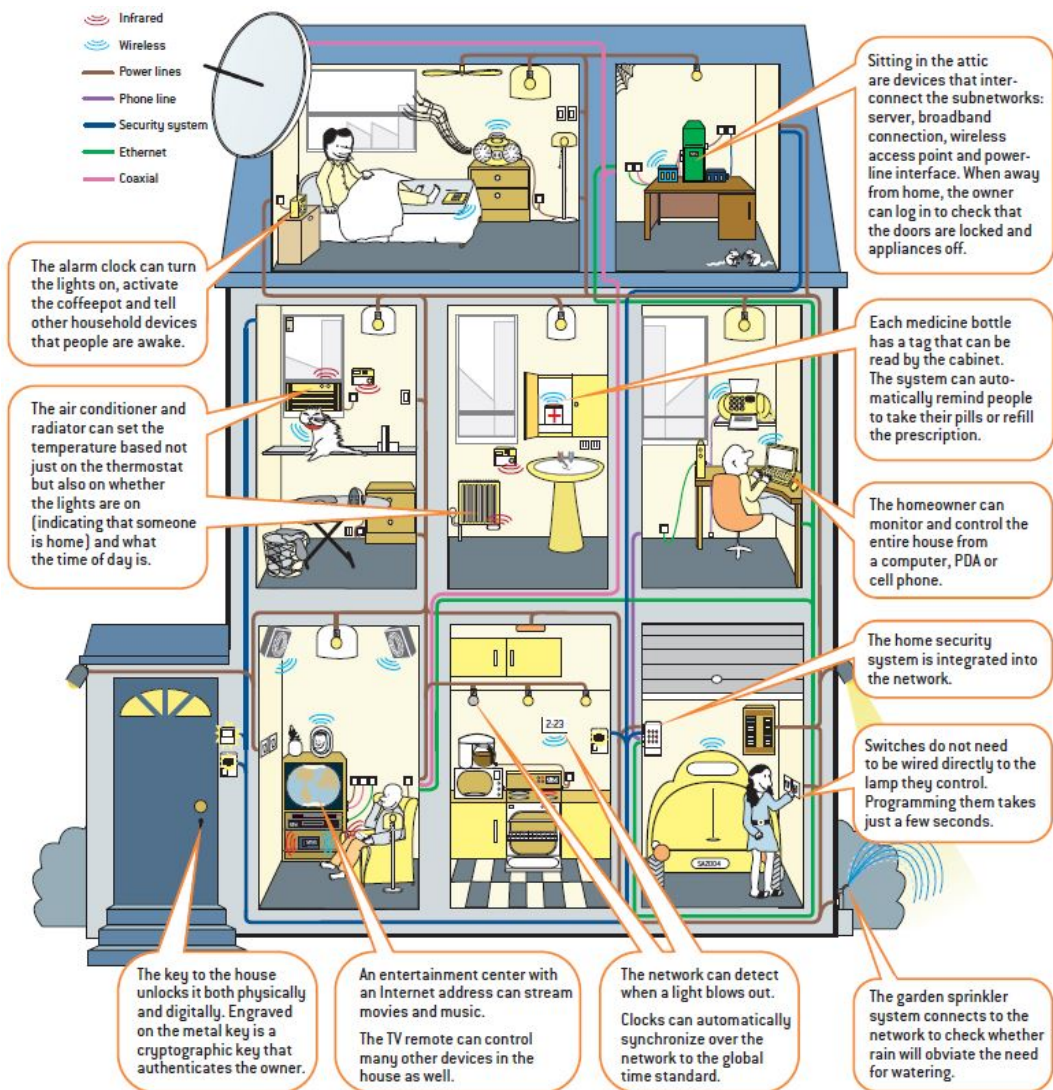 Infrared
Wireless
Power lines
Phone line
Security system
Ethernet
Coaxial
Sitting in the attic
are devices that inter-
connect the subnetworks:
server, broadband
connection, wireless
access point and power-
line interface. When away
from home, the owner
can log in to check that
the doors are locked and
appliances off.
The alarm clock can turn
the lights on, activate
the coffeepot and tell
other household devices
that people are awake.
Each medicine bottle
has a tag that can be
read by the cabinet.
The system can auto-
matically remind people
to take their pills or refill
the prescription.
The air conditioner and
radiator can set the
temperature based not
just on the thermostat
but also on whether
the lights are on
(indicating that someone
is home) and what
the time of day is.
The homeowner can
monitor and control the
entire house from
a computer, PDA or
cell phone.
The home security
system is integrated into
the network.
2:23
Switches do not need
to be wired directly to the
lamp they control.
Programming them takes
just a few seconds.
SA2004
The key to the house
unlocks it both physically
and digitally. Engraved
on the metal key is a
cryptographic key that
authenticates the owner.
An entertainment center with
an Internet address can stream
movies and music.
The TV remote can control
many other devices in the
house as well.
The network can detect
when a light blows out.
Clocks can automatically
synchronize over the
network to the global
time standard.
The garden sprinkler
system connects to the
network to check whether
rain will obviate the need
for watering.